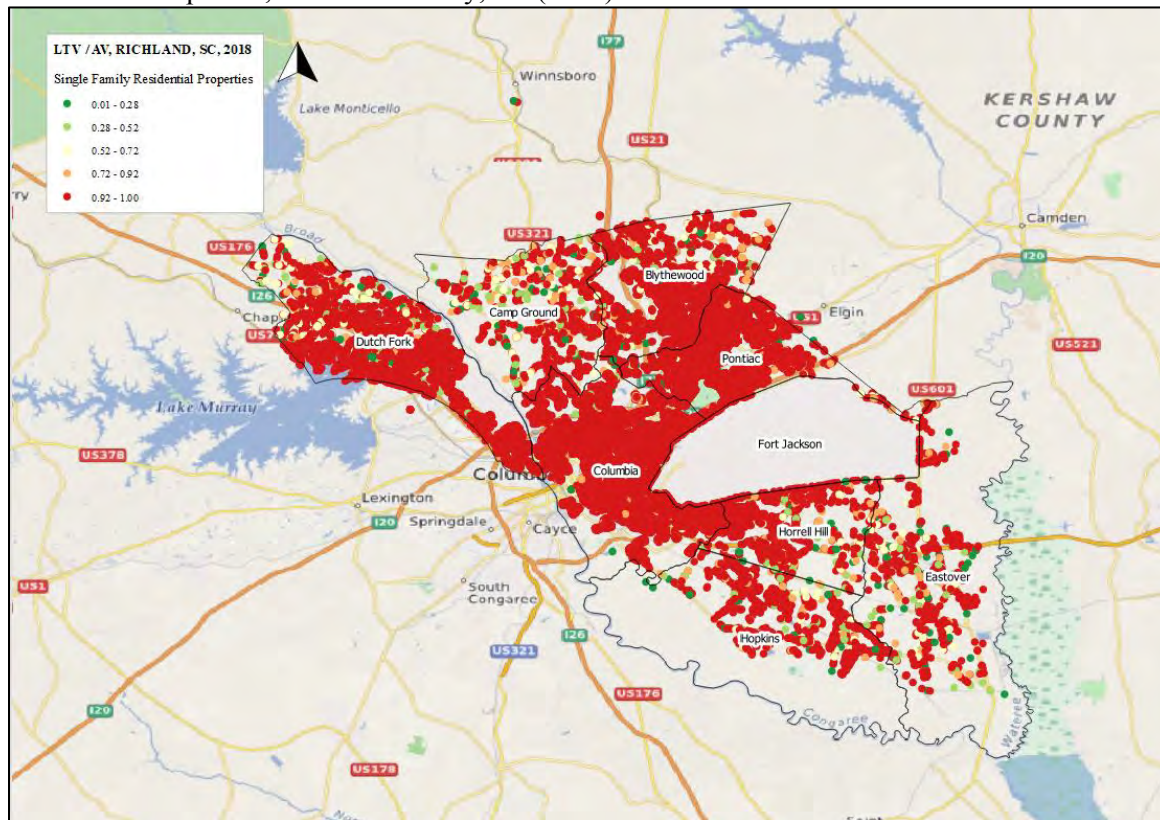 LTV / AV, RICHLAND, SC, 2018
Single Family Residential Properties
0.01 - 0.28
0.28 - 0.52
0.52 - 0.72
0.72 - 0.92
0.92 - 1.00
I77
Winnsboro
Lake Monticello
KERSHAW
COUNTY
US21
Camden
US176
Broad
US321
I20
Blythewood
I26
Camp Ground
Elgin
Dutch Fork
Pontiac
US521
US601
Lake Murray
Fort Jackson
US378
Columbia
Lexington
I20
Springdale
Cayce
Horrell Hill
Eastover
US1
South
Congaree
I26
Hopkins
US321
US176
Congaree
Wateree
I20
US178